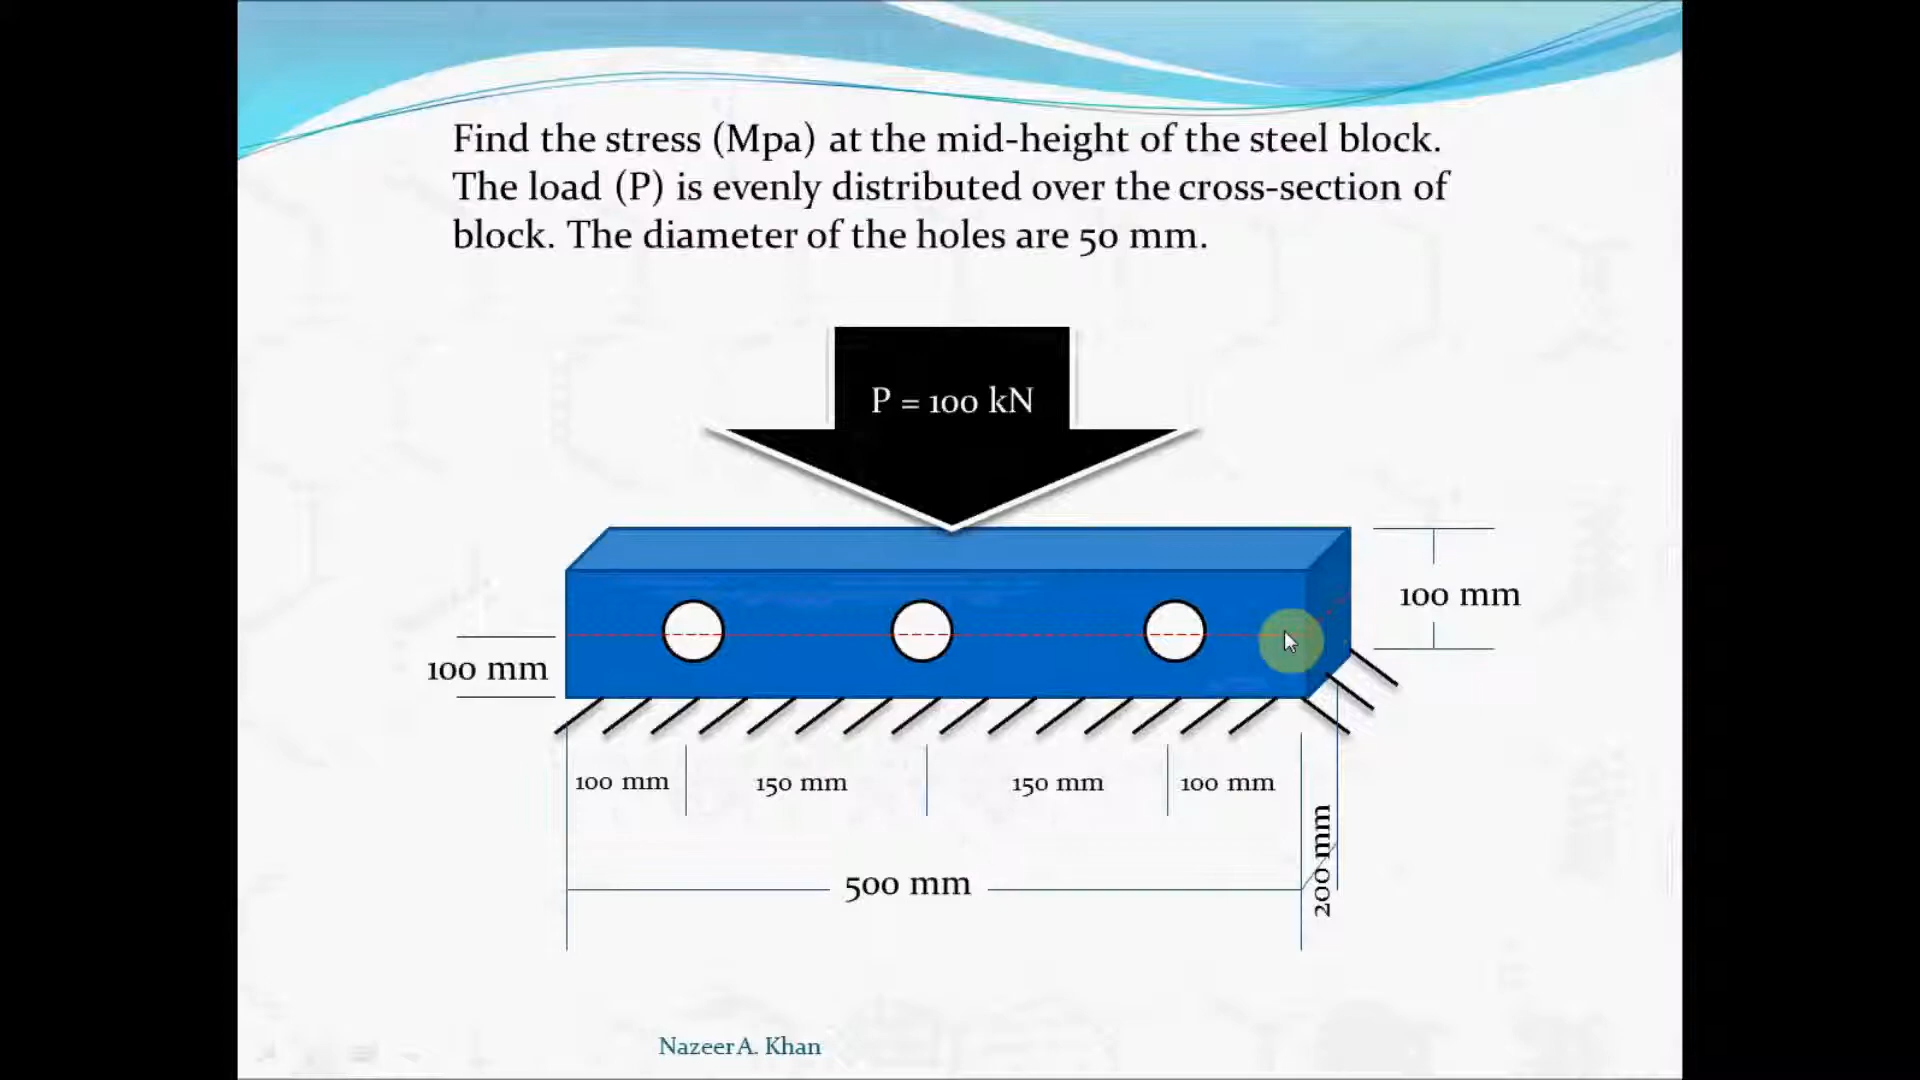 Find the stress (Mpa) at the mid-height of the steel block.
The load (P) is evenly distributed over the cross-section of
block. The diameter of the holes are 50 mm.
P = 100 kN
100 mm
100 mm
100 mm
150 mm
150 mm
100 mm
500 mm
200 mm
Nazeer A. Khan